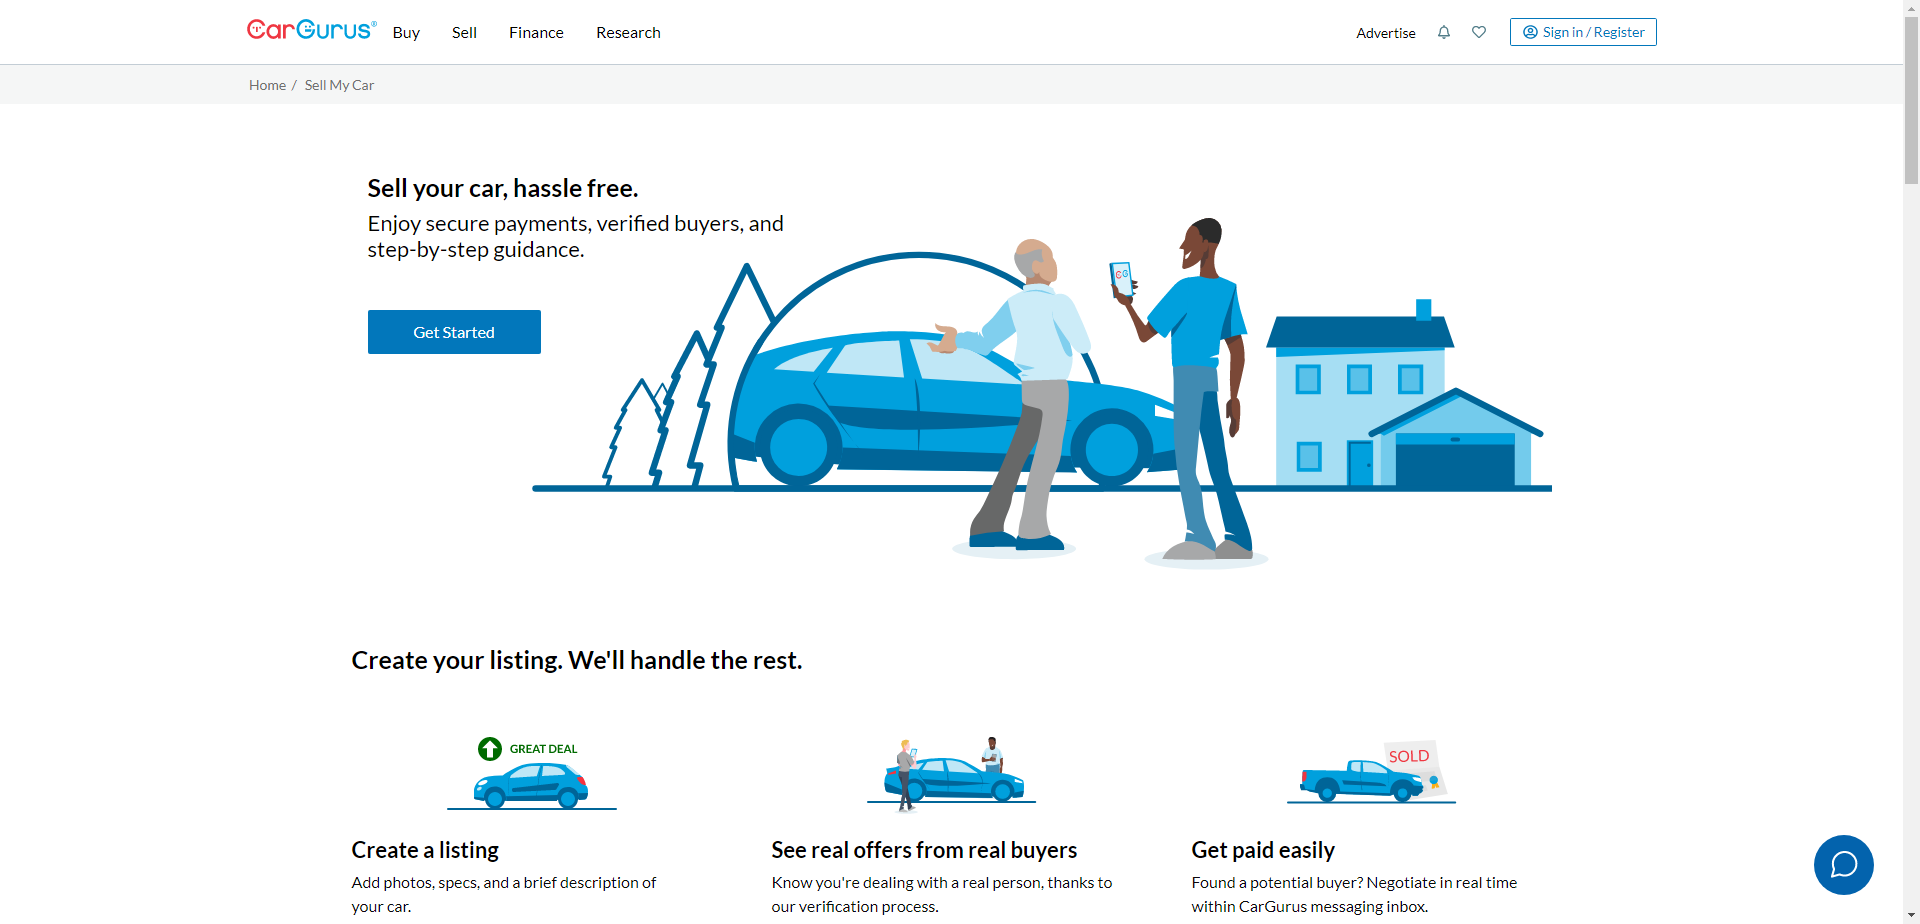 CarGurus®
Buy
Sell
Finance
Research
Advertise
Sign in / Register
Home / Sell My Car
Sell your car, hassle free.
Enjoy secure payments, verified buyers, and
step-by-step guidance.
CG
Get Started
Create your listing. We'll handle the rest.
GREAT DEAL
SOLD
Create a listing
Add photos, specs, and a brief description of
your car.
See real offers from real buyers
Know you're dealing with a real person, thanks to
our verification process.
Get paid easily
Found a potential buyer? Negotiate in real time
within CarGurus messaging inbox.